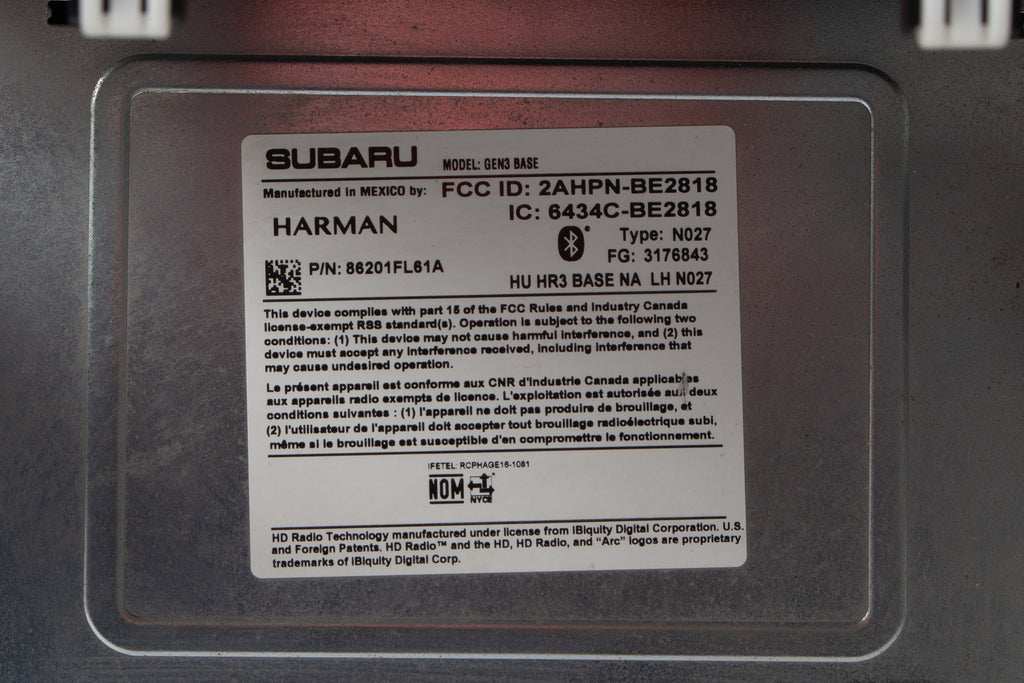 SUBARU MODEL: GEN3 BASE
Manufactured in MEXICO by: FCC ID: 2AHPN-BE2818
IC: 6434C-BE2818
HARMAN
Type: N027
FG: 3176843
P/N: 86201FL61A
HU HR3 BASE NA LH N027
This device complies with part 15 of the FCC Rules and Industry Canada
license-exempt RSS standard(s). Operation is subject to the following two
conditions: (1) This device may not cause harmful interference, and (2) this
device must accept any interference received, including interference that
may cause undesired operation.
Le présent appareil est conforme aux CNR d'Industrie Canada applicables
aux appareils radio exempts de licence. L'exploitation est autorisée aux deux
conditions suivantes : (1) l'appareil ne doit pas produire de brouillage, et
(2) l'utilisateur de l'appareil doit accepter tout brouillage radioélectrique subi,
même si le brouillage est susceptible d'en compromettre le fonctionnement.
IFETEL: RCPHAGE16-1081
NOM NYCE
HD Radio Technology manufactured under license from iBiquity Digital Corporation. U.S.
and Foreign Patents. HD Radio™ and the HD, HD Radio, and “Arc” logos are proprietary
trademarks of iBiquity Digital Corp.